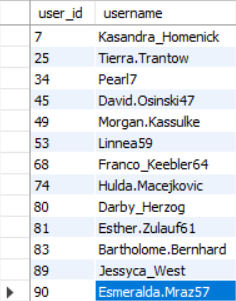 user_id username
7 Kasandra_Homenick
25 Tierra.Trantow
34 Pearl7
45 David.Osinski47
49 Morgan.Kassulke
53 Linnea59
68 Franco_Keebler64
74 Hulda.Macejkovic
80 Darby_Herzog
81 Esther.Zulauf61
83 Bartholome.Bernhard
89 Jessyca_West
90 Esmeralda.Mraz57